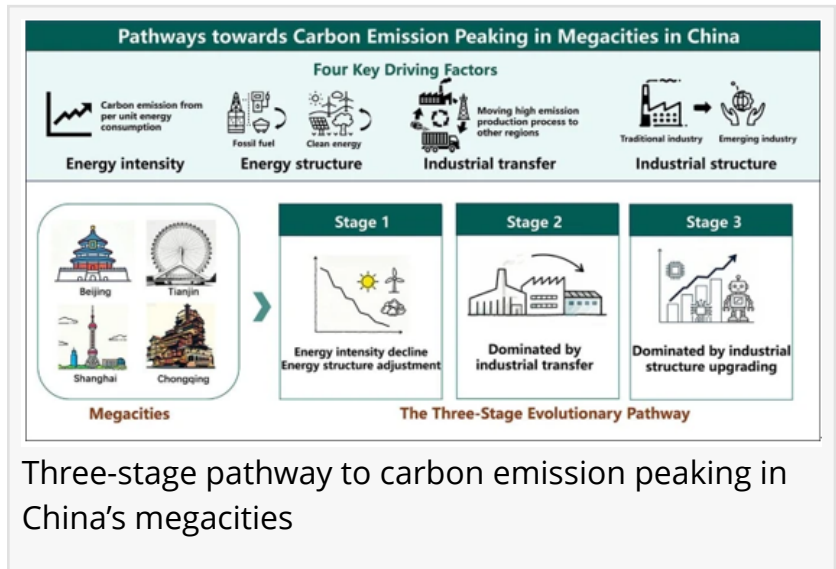 Pathways towards Carbon Emission Peaking in Megacities in China
Four Key Driving Factors
Carbon emission from
per unit energy
consumption
Energy intensity
Fossil fuel
Clean energy
Energy structure
Moving high emission
production process to
other regions
Industrial transfer
Traditional industry
Emerging industry
Industrial structure
Beijing
Tianjin
Shanghai
Chongqing
Megacities
Stage 1
Energy intensity decline
Energy structure adjustment
Stage 2
Dominated by
industrial transfer
Stage 3
Dominated by industrial
structure upgrading
The Three-Stage Evolutionary Pathway
Three-stage pathway to carbon emission peaking in
China’s megacities